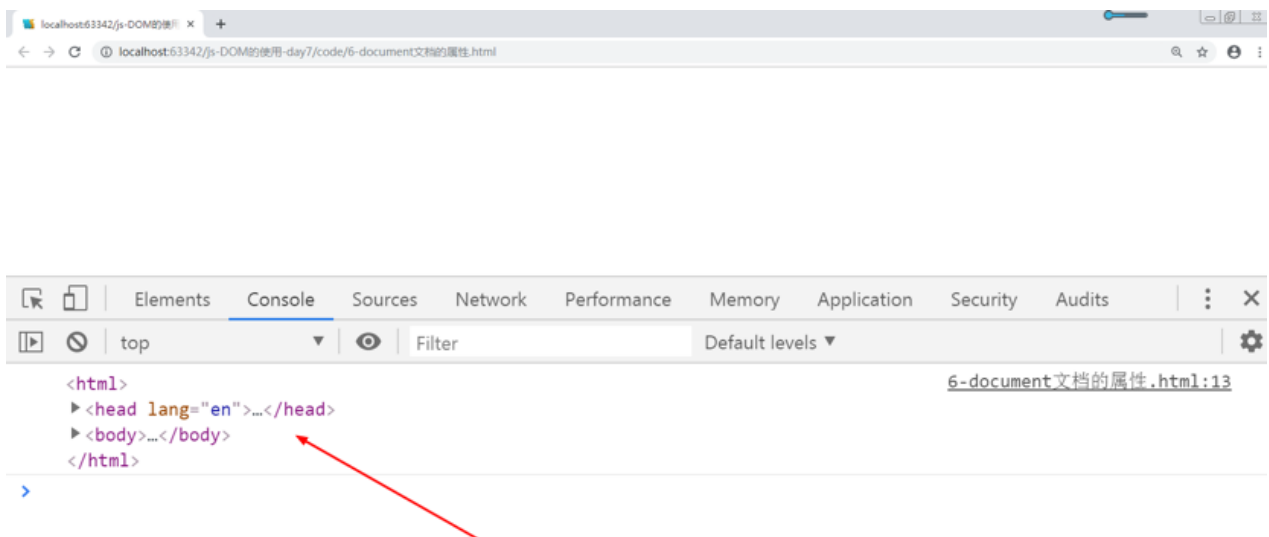 localhost:63342/js-DOM的使用
localhost:63342/js-DOM的使用-day7/code/6-document文档的属性.html
Elements Console Sources Network Performance Memory Application Security Audits
top Filter Default levels
<html> 6-document文档的属性.html:13
<head lang="en">…</head>
<body>…</body>
</html>